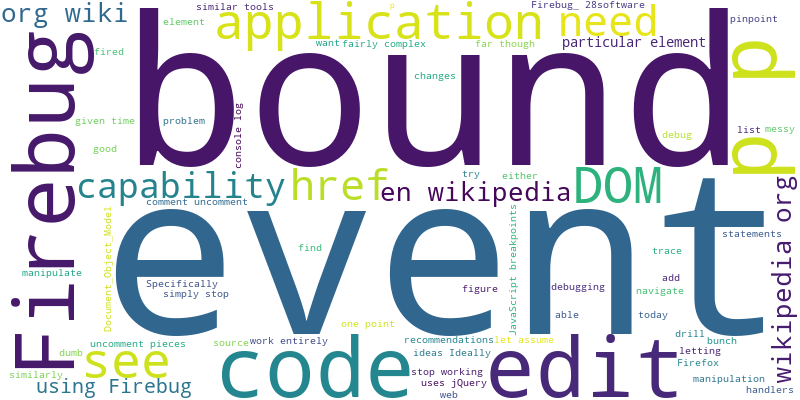 similar tools
p
Firebug_ 28software
org wiki
application
need
pinpoint
element
bound
want
fairly complex
far though
particular element
fired
Firebug
changes
p
given time
problem
console log
debug
list
messy
good
p
try
either
capability
href
en wikipedia
DOM
wikipedia org
comment uncomment
event
Document_Object_Model
JavaScript breakpoints
statements
find
trace
manipulate
Specifically
simply stop
figure
debugging
add
navigate
one point
able
today
drill
uncomment pieces
source
work entirely
recommendations
let assume
bunch
dumb
see
code
ideas Ideally
edit
letting
Firefox
similarly,
stop working
using Firebug
uses jQuery
manipulation
web
handlers